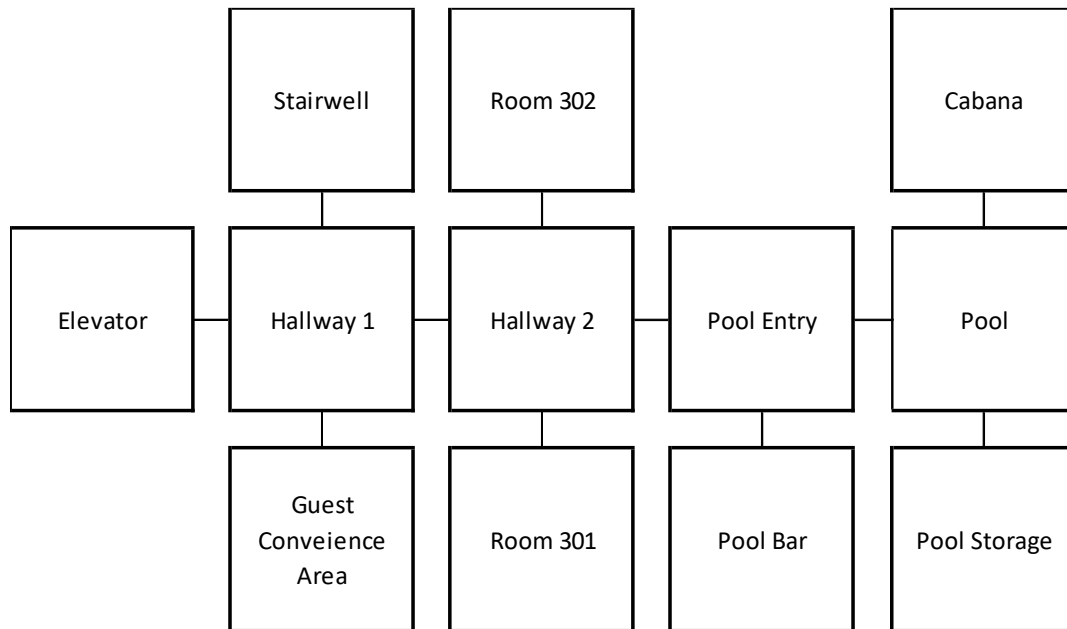 Stairwell
Room 302
Cabana
Elevator
Hallway 1
Hallway 2
Pool Entry
Pool
Guest
Conveience
Area
Room 301
Pool Bar
Pool Storage